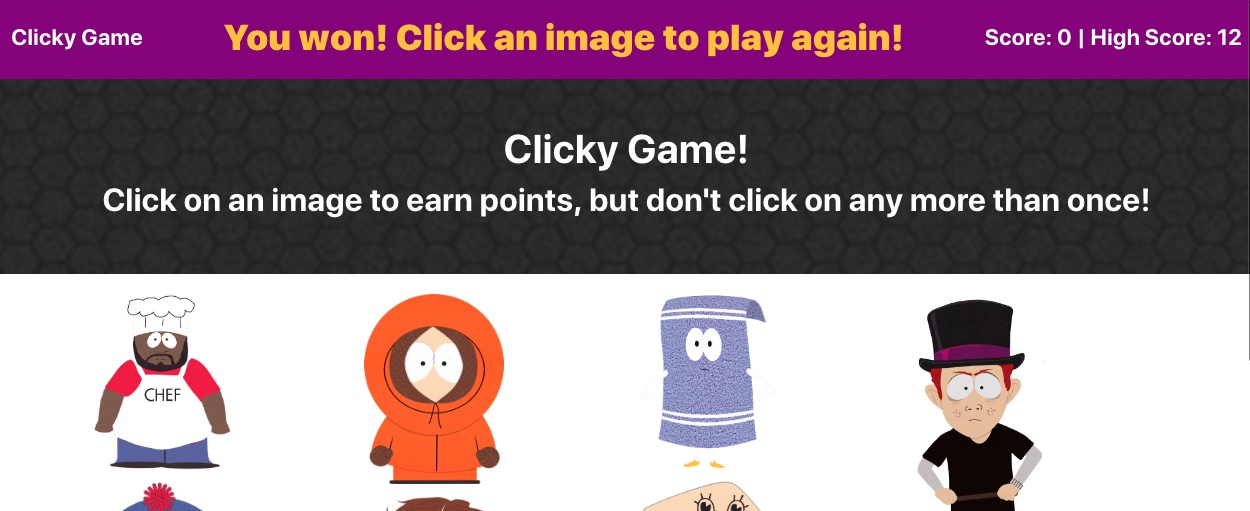 Clicky Game
You won! Click an image to play again!
Score: 0 | High Score: 12
Clicky Game!
Click on an image to earn points, but don't click on any more than once!
CHEF